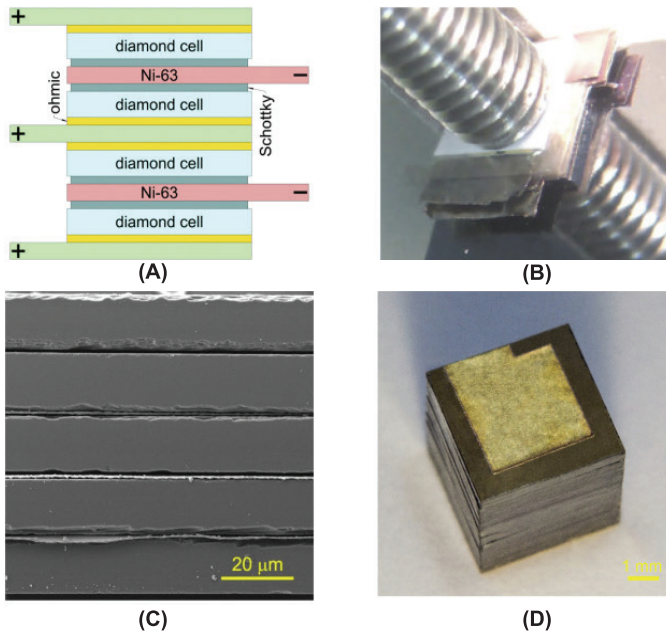 +
diamond cell
Ni-63
−
ohmic
diamond cell
Schottky
+
diamond cell
Ni-63
−
diamond cell
+
(A)
(B)
20 μm
1 mm
(C)
(D)